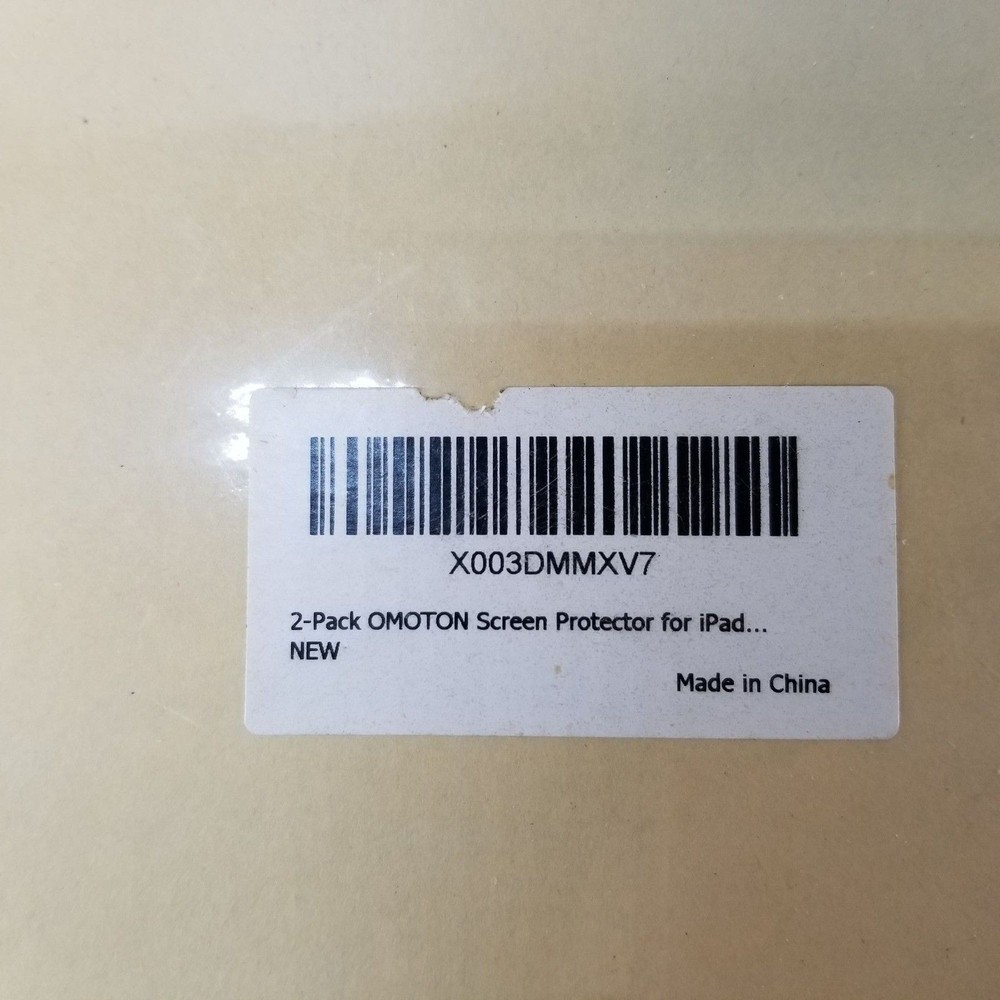 X003DMMXV7
2-Pack OMOTON Screen Protector for iPad...
NEW
Made in China